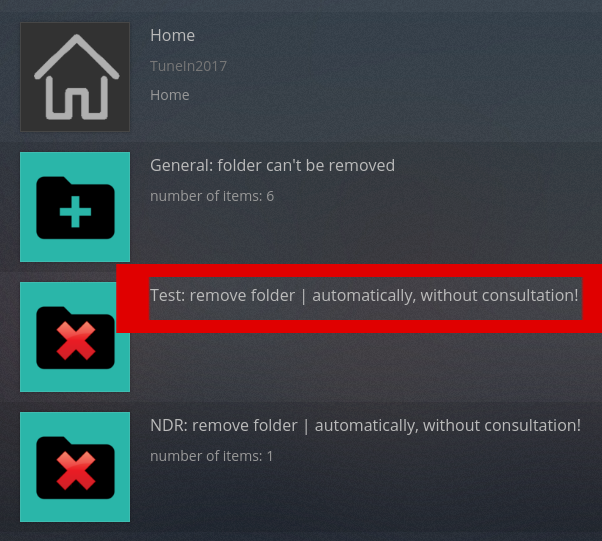 Home
TuneIn2017
Home
General: folder can't be removed
number of items: 6
Test: remove folder | automatically, without consultation!
NDR: remove folder | automatically, without consultation!
number of items: 1